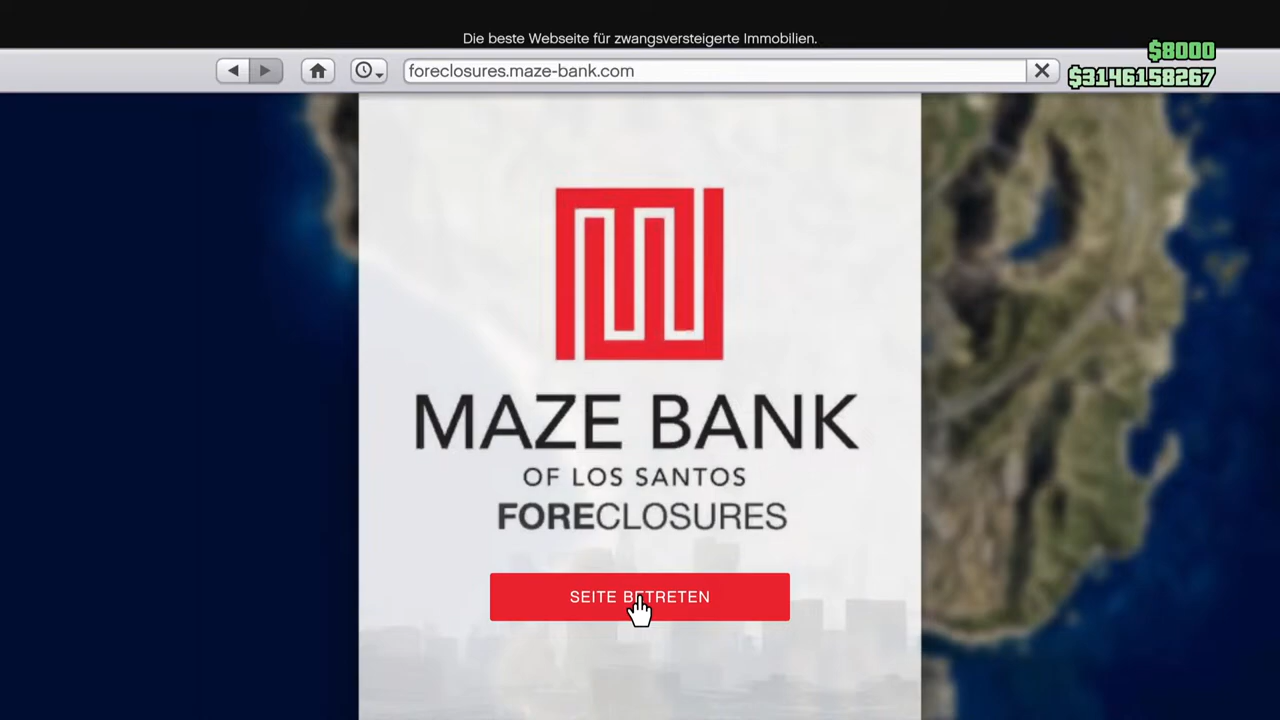 Die beste Webseite für zwangsversteigerte Immobilien.
$8000
foreclosures.maze-bank.com
$3146158267
MAZE BANK
OF LOS SANTOS
FORECLOSURES
SEITE BETRETEN